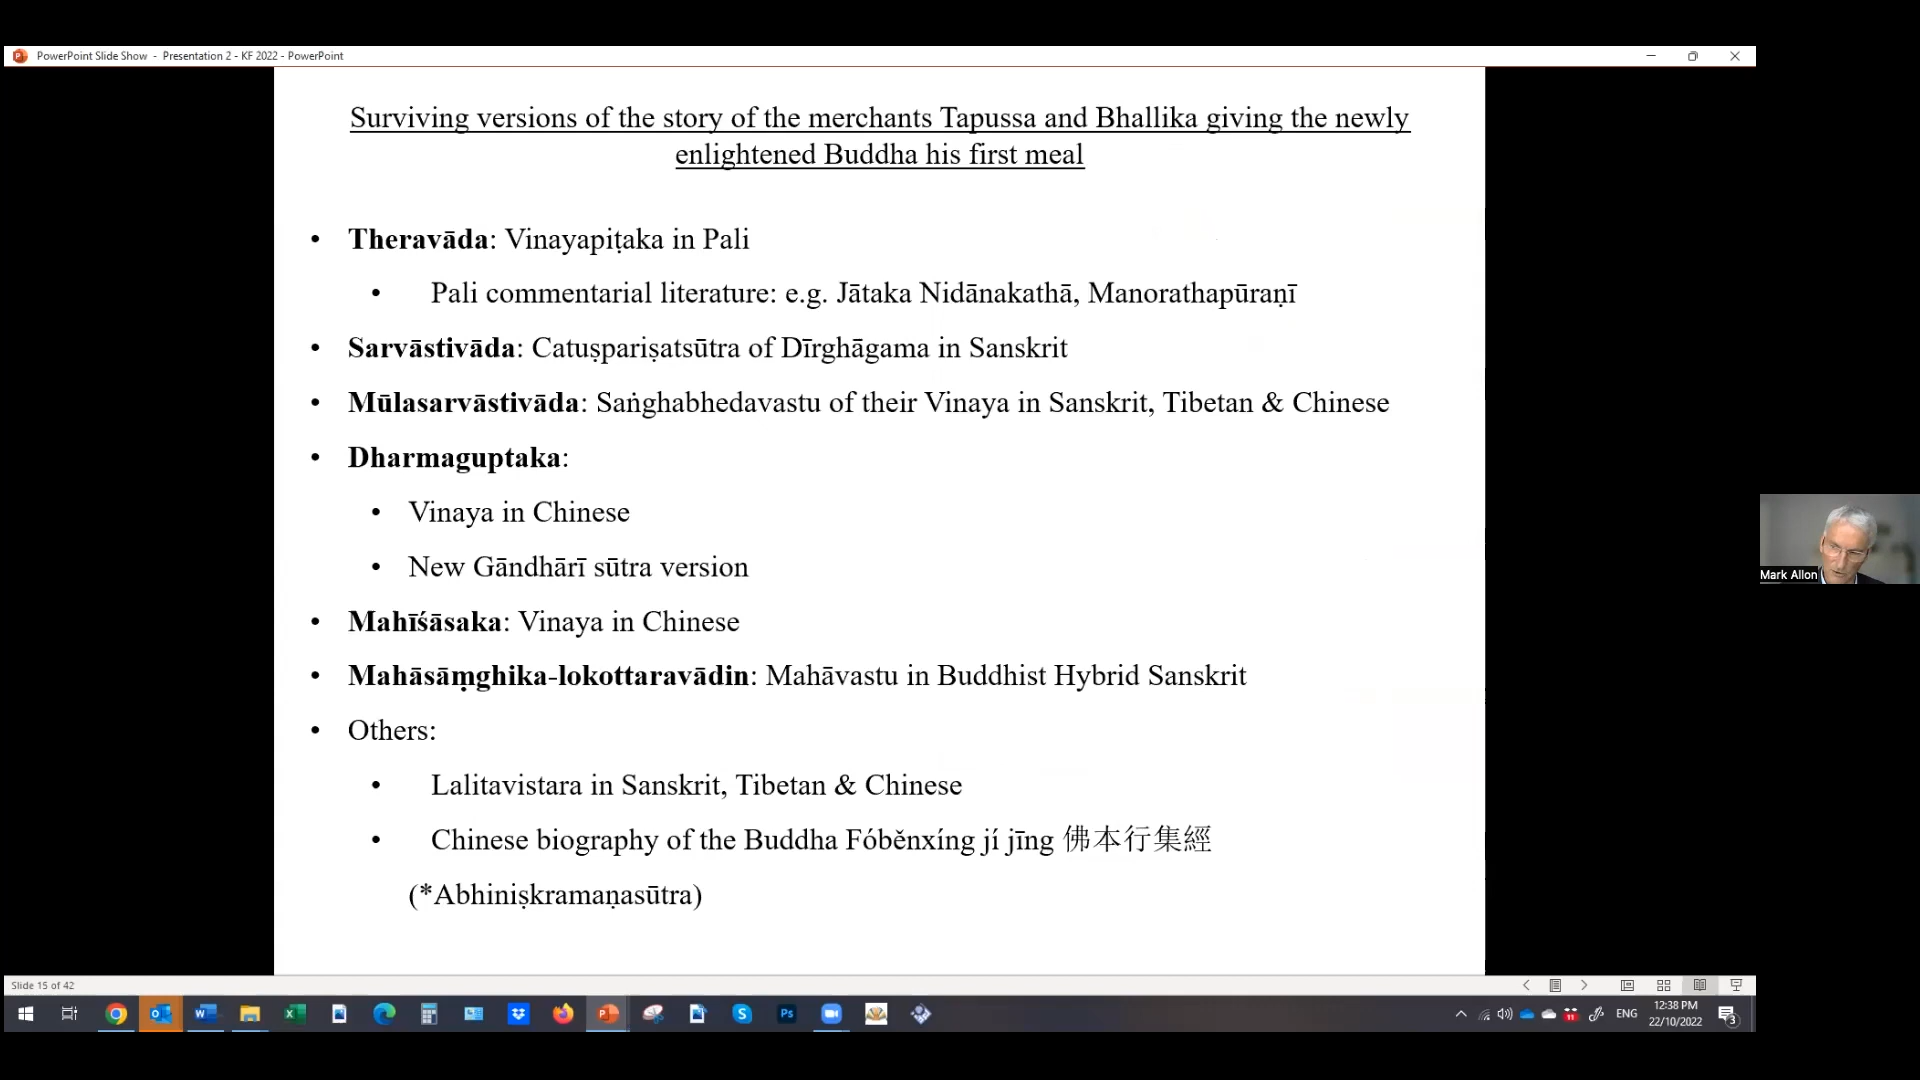 PowerPoint Slide Show - Presentation 2 - KF 2022 - PowerPoint
Surviving versions of the story of the merchants Tapussa and Bhallika giving the newly
enlightened Buddha his first meal
• Theravāda: Vinayapiṭaka in Pali
• Pali commentarial literature: e.g. Jātaka Nidānakathā, Manorathapūraṇī
• Sarvāstivāda: Catuṣpariṣatsūtra of Dīrghāgama in Sanskrit
• Mūlasarvāstivāda: Saṅghabhedavastu of their Vinaya in Sanskrit, Tibetan & Chinese
• Dharmaguptaka:
• Vinaya in Chinese
• New Gāndhārī sūtra version
• Mahīśāsaka: Vinaya in Chinese
• Mahāsāṃghika-lokottaravādin: Mahāvastu in Buddhist Hybrid Sanskrit
• Others:
• Lalitavistara in Sanskrit, Tibetan & Chinese
• Chinese biography of the Buddha Fóběnxíng jí jīng 佛本行集經
(*Abhiniṣkramaṇasūtra)
Mark Allon
Slide 15 of 42
ENG
12:38 PM
22/10/2022
11
3